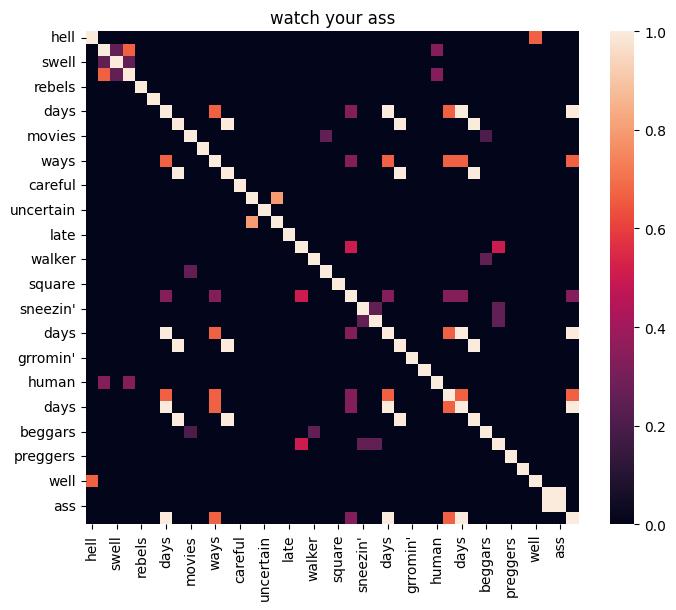 watch your ass
hell
swell
rebels
days
movies
ways
careful
uncertain
late
walker
square
sneezin'
days
grromin'
human
days
beggars
preggers
well
ass
hell
swell
rebels
days
movies
ways
careful
uncertain
late
walker
square
sneezin'
days
grromin'
human
days
beggars
preggers
well
ass
1.0
0.8
0.6
0.4
0.2
0.0